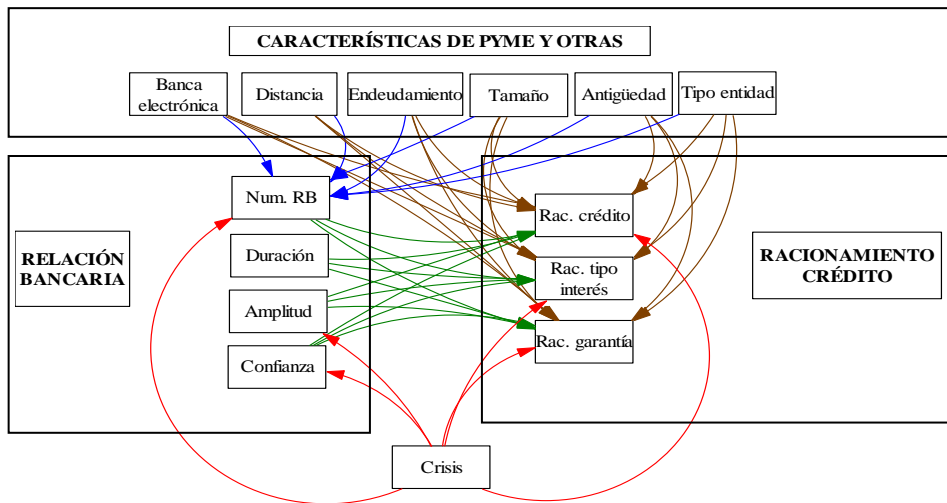 CARACTERÍSTICAS DE PYME Y OTRAS
Banca
electrónica
Distancia
Endeudamiento
Tamaño
Antigüedad
Tipo entidad
RELACIÓN
BANCARIA
Num. RB
Duración
Amplitud
Confianza
Rac. crédito
Rac. tipo
interés
Rac. garantía
RACIONAMIENTO
CRÉDITO
Crisis